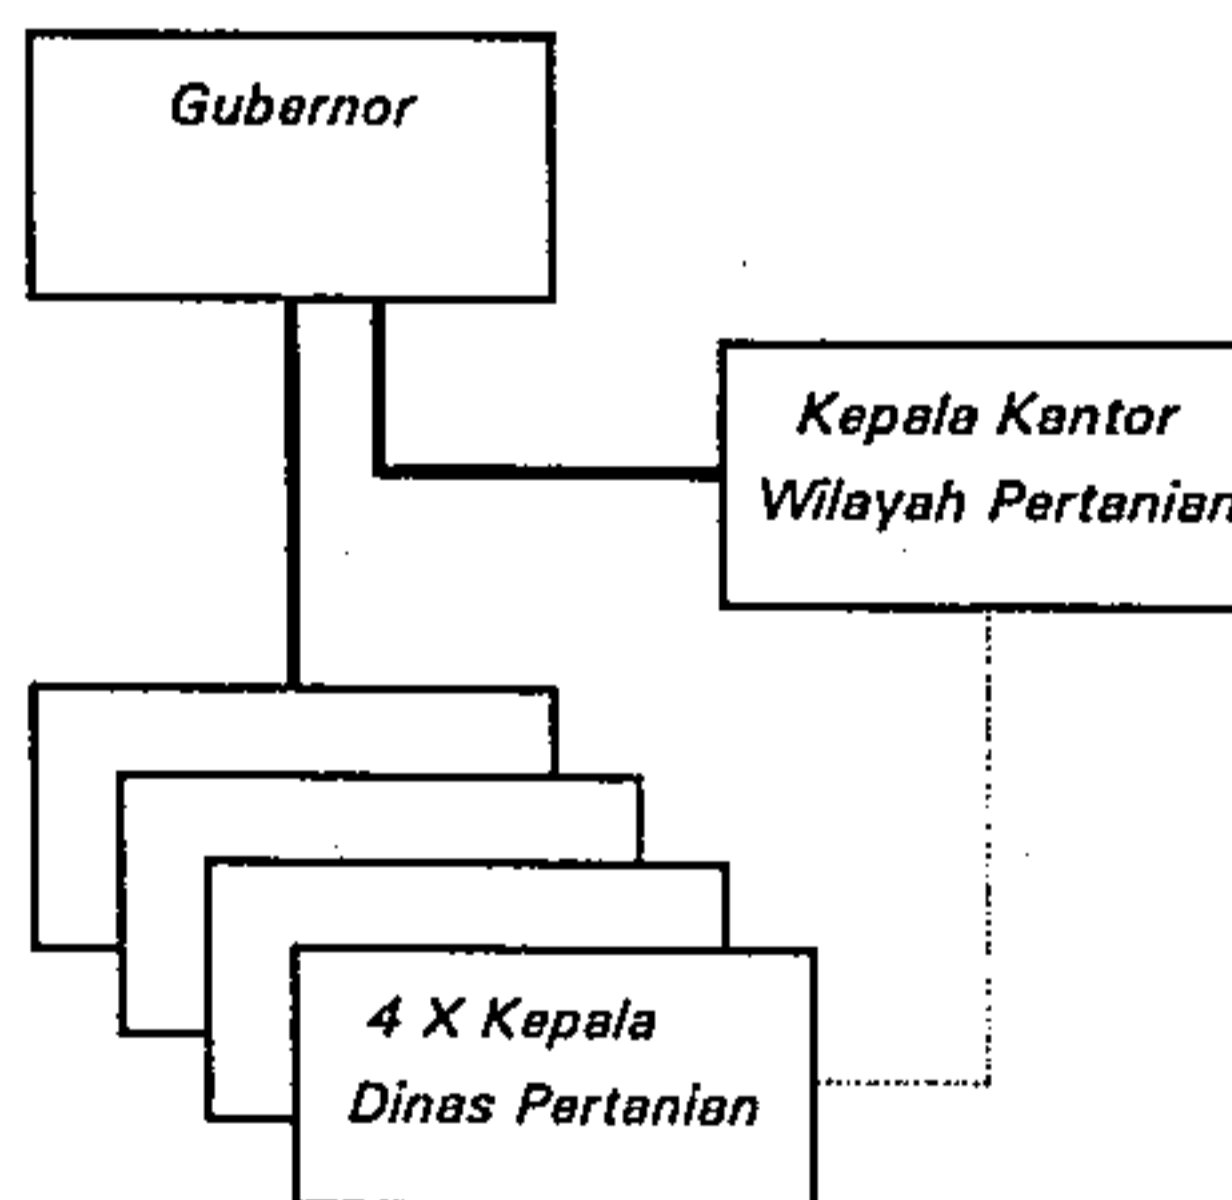 Gubernor
Kepala Kantor
Wilayah Pertanian
4 X Kepala
Dinas Pertanian